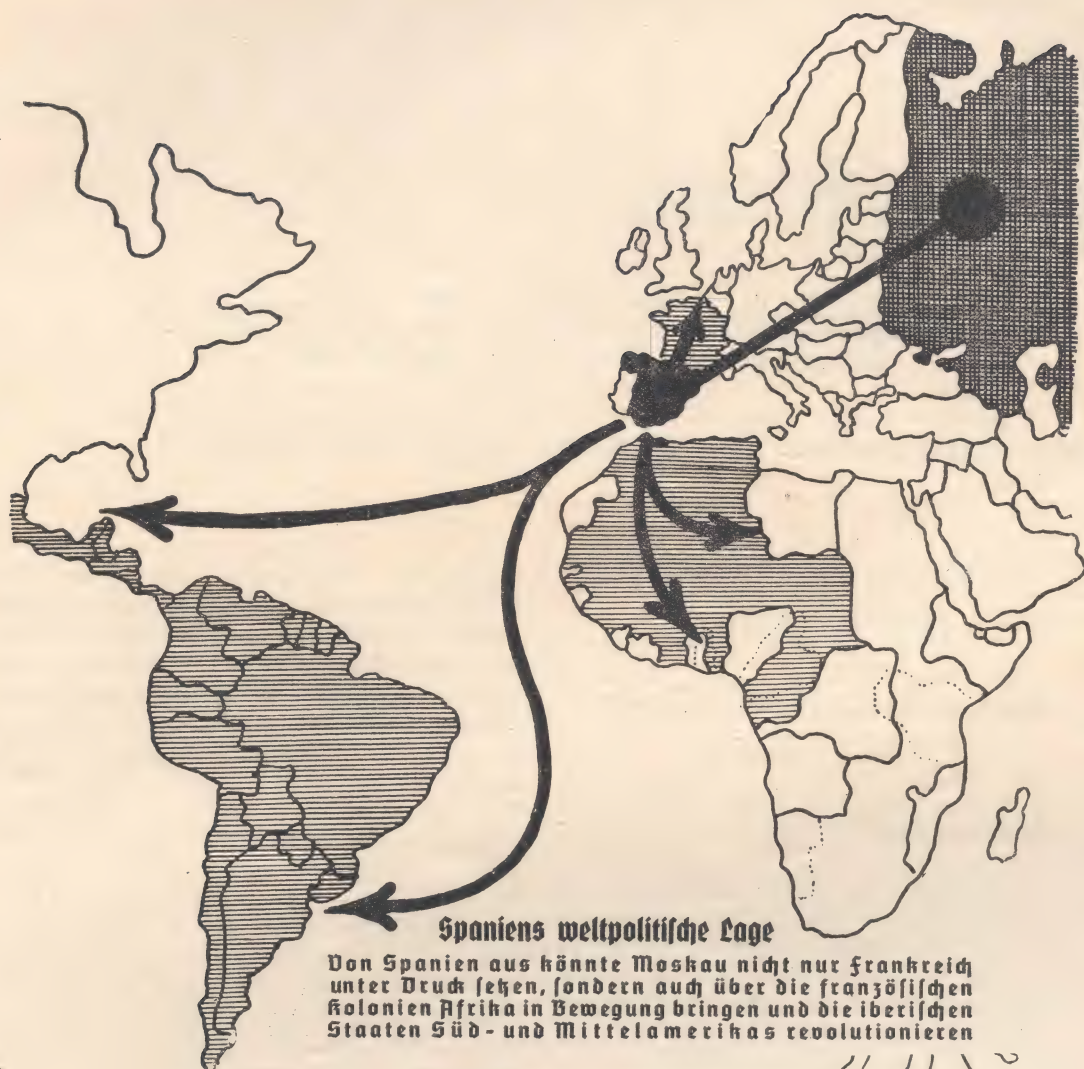 Spaniens weltpolitische Lage
Von Spanien aus könnte Moskau nicht nur Frankreich
unter Druck setzen, sondern auch über die französischen
Kolonien Afrika in Bewegung bringen und die iberischen
Staaten Süd- und Mittelamerikas revolutionieren